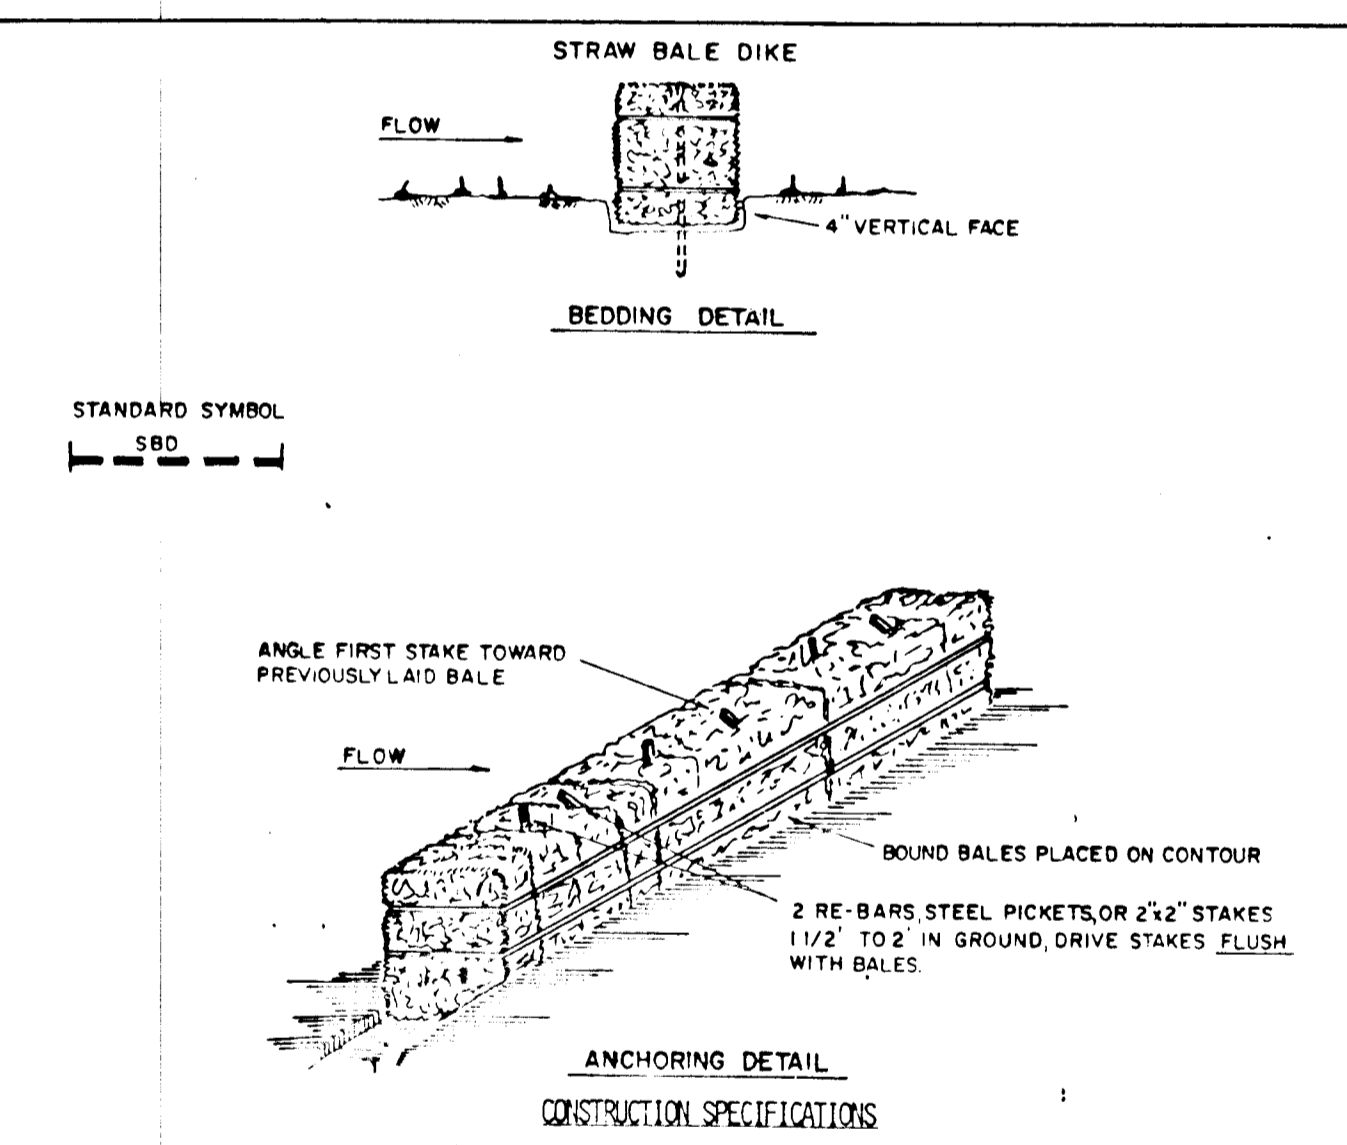 STRAW BALE DIKE
FLOW
4" VERTICAL FACE
BEDDING DETAIL
STANDARD SYMBOL
SBD
ANGLE FIRST STAKE TOWARD
PREVIOUSLY LAID BALE
FLOW
BOUND BALES PLACED ON CONTOUR
2 RE-BARS, STEEL PICKETS, OR 2"x2" STAKES
1 1/2' TO 2' IN GROUND, DRIVE STAKES FLUSH
WITH BALES.
ANCHORING DETAIL
CONSTRUCTION SPECIFICATIONS